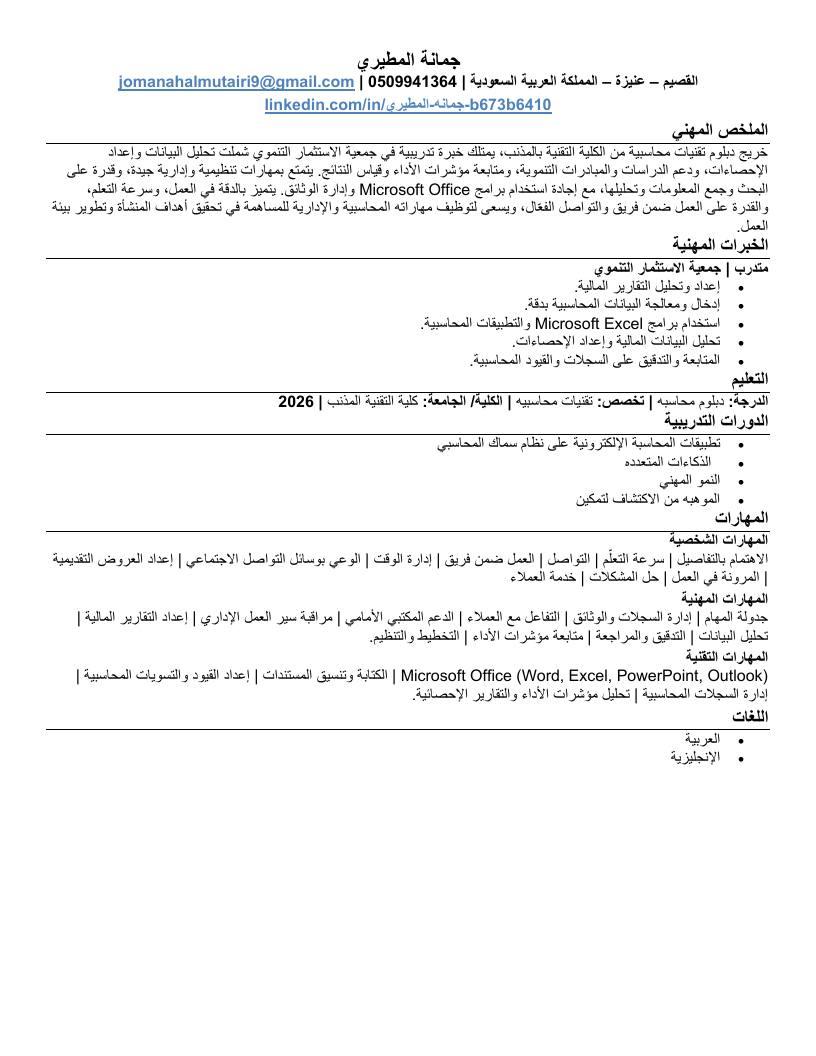 جمانة المطيري
القصيم – عنيزة – المملكة العربية السعودية | 0509941364 | jomanahalmutairi9@gmail.com
linkedin.com/in/جمانه-المطيري-b673b6410
الملخص المهني
خريج دبلوم تقنيات محاسبية من الكلية التقنية بالمذنب، يمتلك خبرة تدريبية في جمعية الاستثمار التنموي شملت تحليل البيانات وإعداد
الإحصاءات، ودعم الدراسات والمبادرات التنموية، ومتابعة مؤشرات الأداء وقياس النتائج. يتمتع بمهارات تنظيمية وإدارية جيدة، وقدرة على
البحث وجمع المعلومات وتحليلها، مع إجادة استخدام برامج Microsoft Office وإدارة الوثائق. يتميز بالدقة في العمل، وسرعة التعلم،
والقدرة على العمل ضمن فريق والتواصل الفعّال، ويسعى لتوظيف مهاراته المحاسبية والإدارية للمساهمة في تحقيق أهداف المنشأة وتطوير بيئة
العمل.
الخبرات المهنية
متدرب | جمعية الاستثمار التنموي
• إعداد وتحليل التقارير المالية.
• إدخال ومعالجة البيانات المحاسبية بدقة.
• استخدام برامج Microsoft Excel والتطبيقات المحاسبية.
• تحليل البيانات المالية وإعداد الإحصاءات.
• المتابعة والتدقيق على السجلات والقيود المحاسبية.
التعليم
الدرجة: دبلوم محاسبه | تخصص: تقنيات محاسبيه | الكلية/ الجامعة: كلية التقنية المذنب | 2026
الدورات التدريبية
• تطبيقات المحاسبة الإلكترونية على نظام سماك المحاسبي
• الذكاءات المتعدده
• النمو المهني
• الموهبه من الاكتشاف لتمكين
المهارات
المهارات الشخصية
الاهتمام بالتفاصيل | سرعة التعلّم | التواصل | العمل ضمن فريق | إدارة الوقت | الوعي بوسائل التواصل الاجتماعي | إعداد العروض التقديمية
| المرونة في العمل | حل المشكلات | خدمة العملاء
المهارات المهنية
جدولة المهام | إدارة السجلات والوثائق | التفاعل مع العملاء | الدعم المكتبي الأمامي | مراقبة سير العمل الإداري | إعداد التقارير المالية |
تحليل البيانات | التدقيق والمراجعة | متابعة مؤشرات الأداء | التخطيط والتنظيم.
المهارات التقنية
Microsoft Office (Word, Excel, PowerPoint, Outlook) | الكتابة وتنسيق المستندات | إعداد القيود والتسويات المحاسبية |
إدارة السجلات المحاسبية | تحليل مؤشرات الأداء والتقارير الإحصائية.
اللغات
• العربية
• الإنجليزية